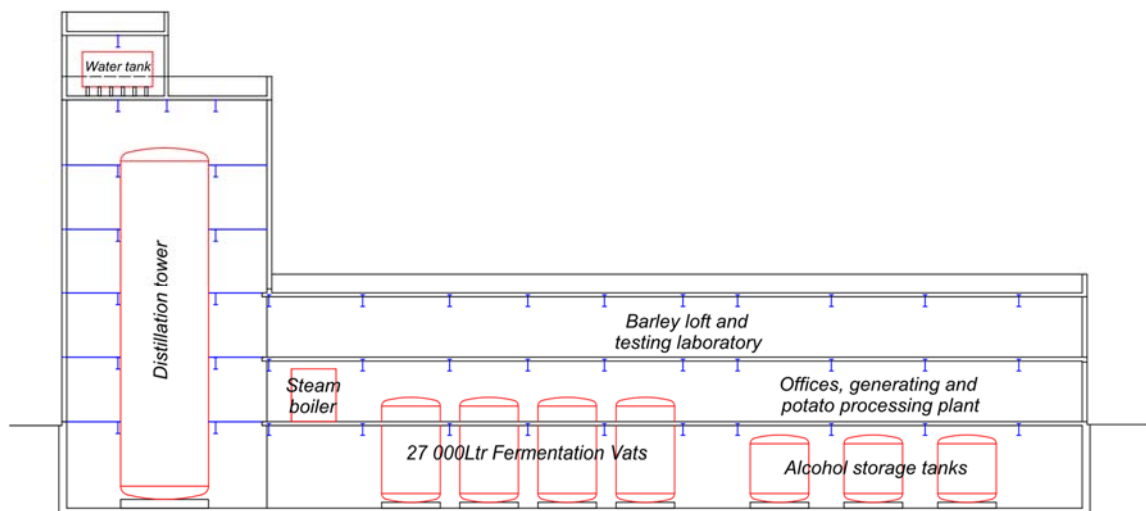 Water tank
Distillation tower
Barley loft and
testing laboratory
Steam
boiler
Offices, generating and
potato processing plant
27 000Ltr Fermentation Vats
Alcohol storage tanks